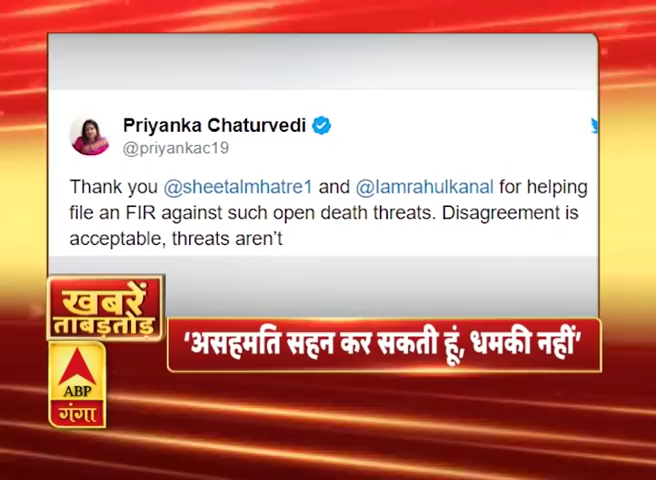 Priyanka Chaturvedi
@priyankac19
Thank you @sheetalmhatre1 and @IamrahulKanal for helping
file an FIR against such open death threats. Disagreement is
acceptable, threats aren't
खबरें
ताबड़तोड़
‘असहमति सहन कर सकती हूं, धमकी नहीं’
ABP
गंगा